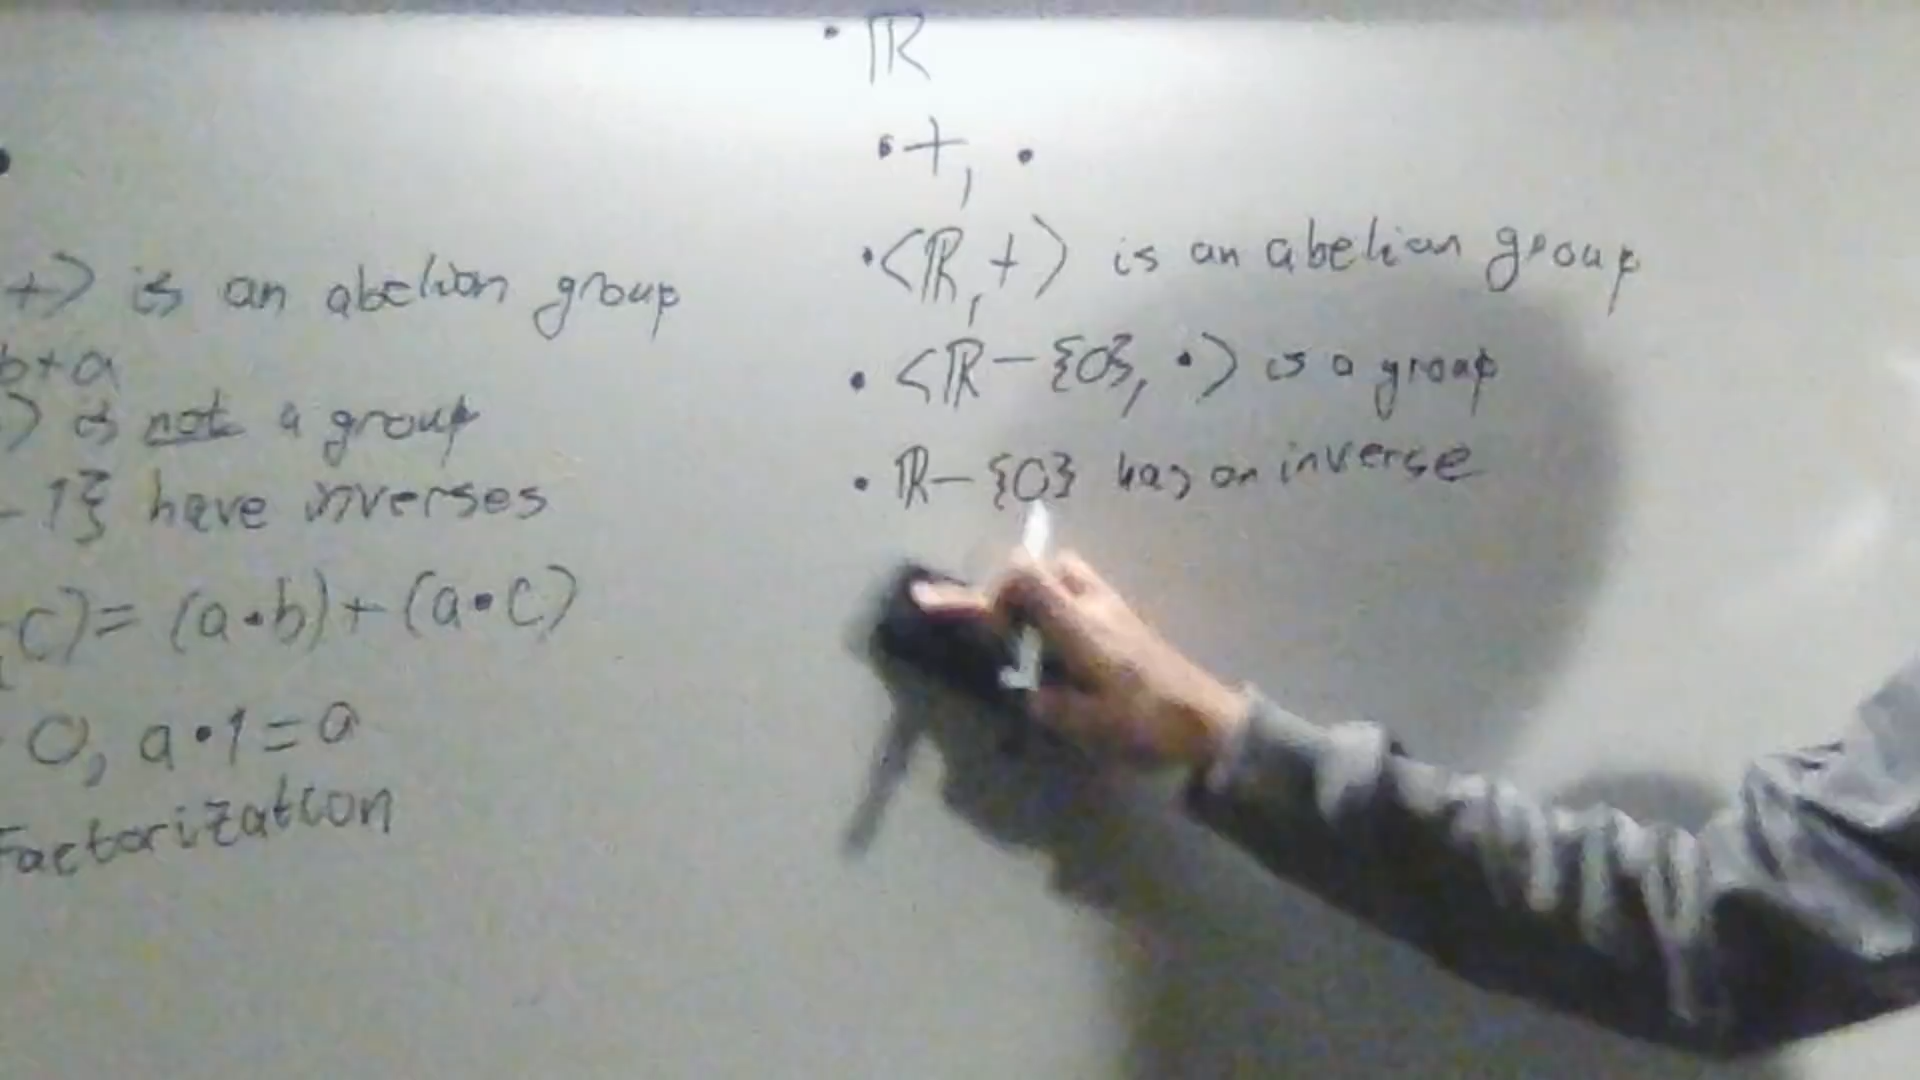 +> is an abelian group
b+a
> is not a group
-1} have inverses
c)= (a•b)+(a•c)
0, a•1=a
Factorization
• ℝ
• +, •
• <ℝ, +> is an abelian group
• <ℝ-{0}, •> is a group
• ℝ-{0} has an inverse